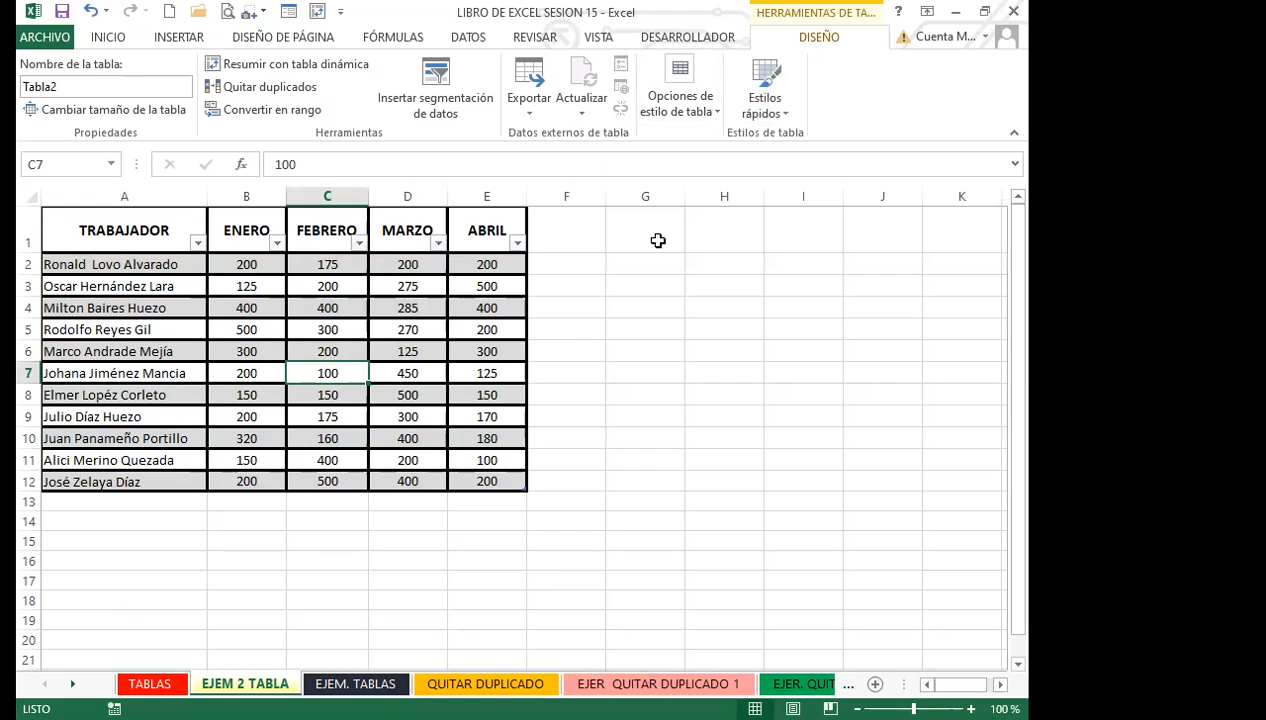 LIBRO DE EXCEL SESION 15 - Excel
HERRAMIENTAS DE TA...
?
ARCHIVO INICIO INSERTAR DISEÑO DE PÁGINA FÓRMULAS DATOS REVISAR VISTA DESARROLLADOR DISEÑO Cuenta M...
Nombre de la tabla:
Tabla2
Cambiar tamaño de la tabla
Propiedades
Resumir con tabla dinámica
Quitar duplicados
Convertir en rango
Insertar segmentación
de datos
Herramientas
Exportar
Actualizar
Datos externos de tabla
Opciones de
estilo de tabla
Estilos
rápidos
Estilos de tabla
C7 fx 100
A B C D E F G H I J K
1 TRABAJADOR ENERO FEBRERO MARZO ABRIL
2 Ronald Lovo Alvarado 200 175 200 200
3 Oscar Hernández Lara 125 200 275 500
4 Milton Baires Huezo 400 400 285 400
5 Rodolfo Reyes Gil 500 300 270 200
6 Marco Andrade Mejía 300 200 125 300
7 Johana Jiménez Mancia 200 100 450 125
8 Elmer Lopéz Corleto 150 150 500 150
9 Julio Díaz Huezo 200 175 300 170
10 Juan Panameño Portillo 320 160 400 180
11 Alici Merino Quezada 150 400 200 100
12 José Zelaya Díaz 200 500 400 200
13
14
15
16
17
18
19
20
21
TABLAS EJEM 2 TABLA EJEM. TABLAS QUITAR DUPLICADO EJER QUITAR DUPLICADO 1 EJER. QUIT ...
LISTO 100 %